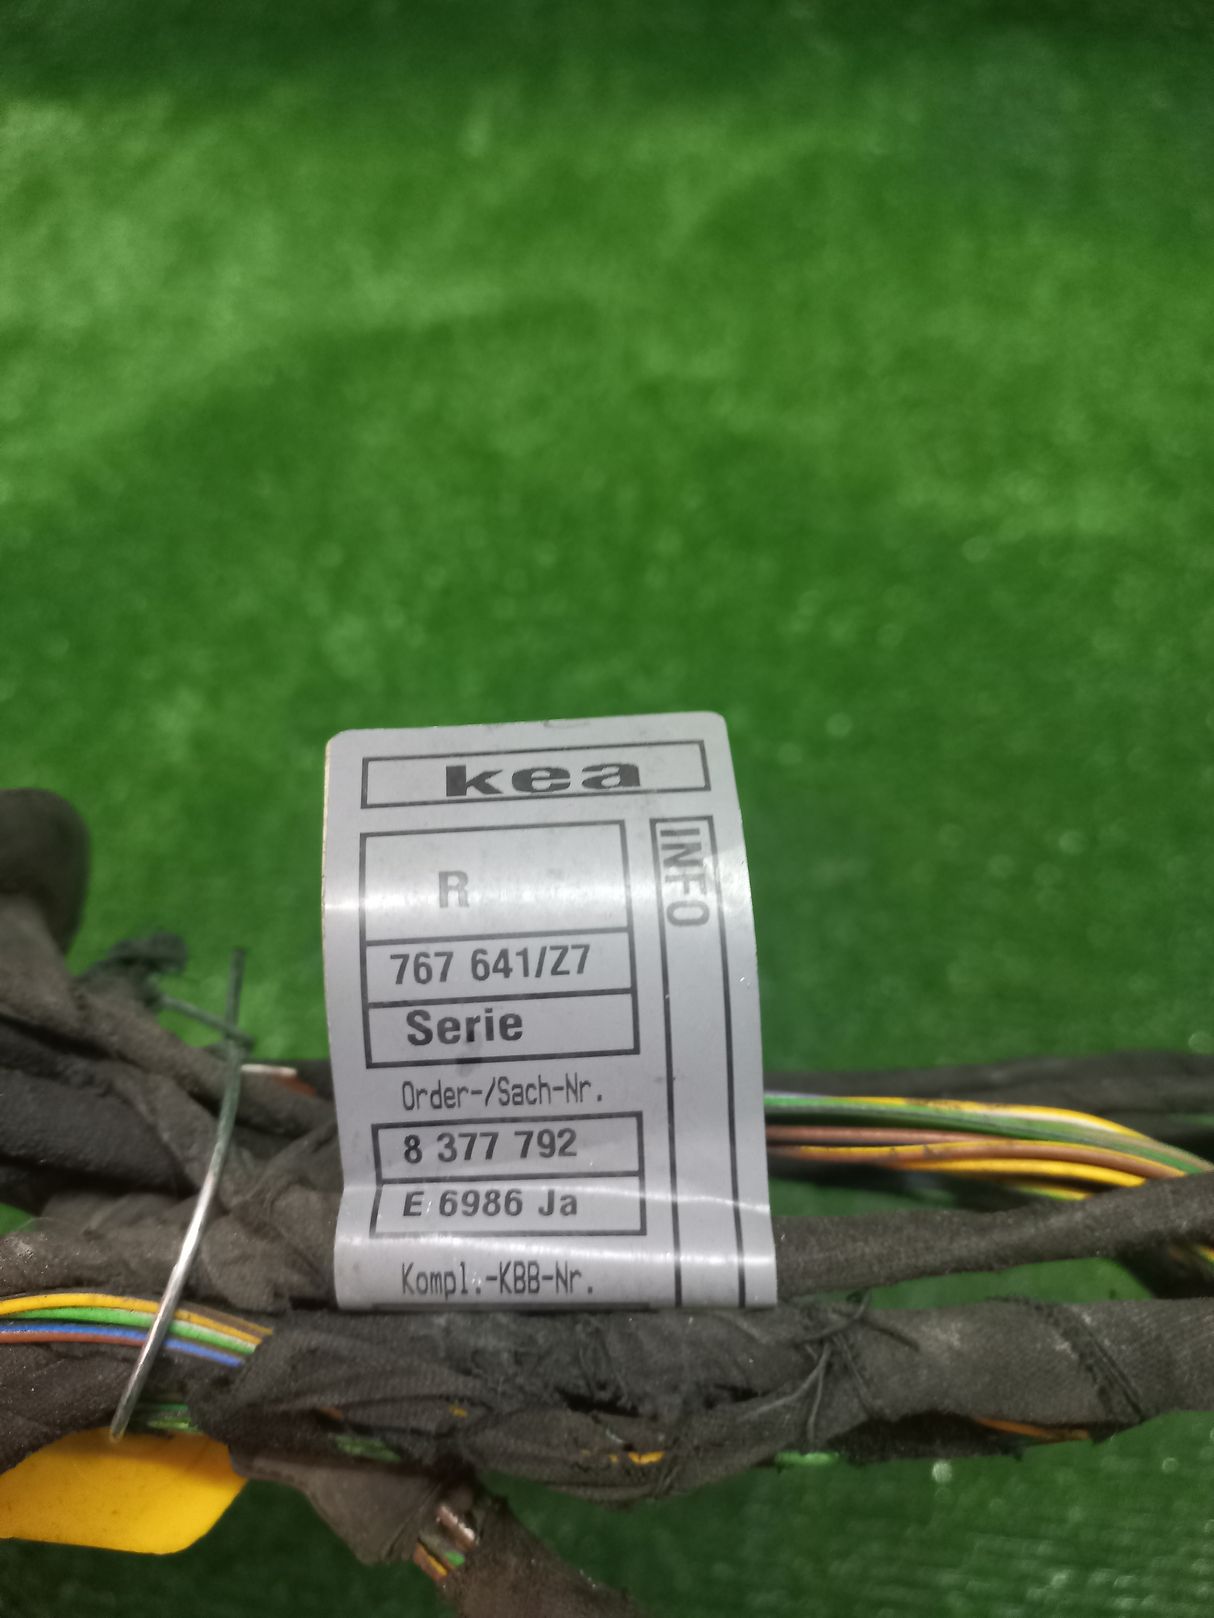 kea
INFO
R
767 641/Z7
Serie
Order-/Sach-Nr.
8 377 792
E 6986 Ja
Kompl.-KBB-Nr.